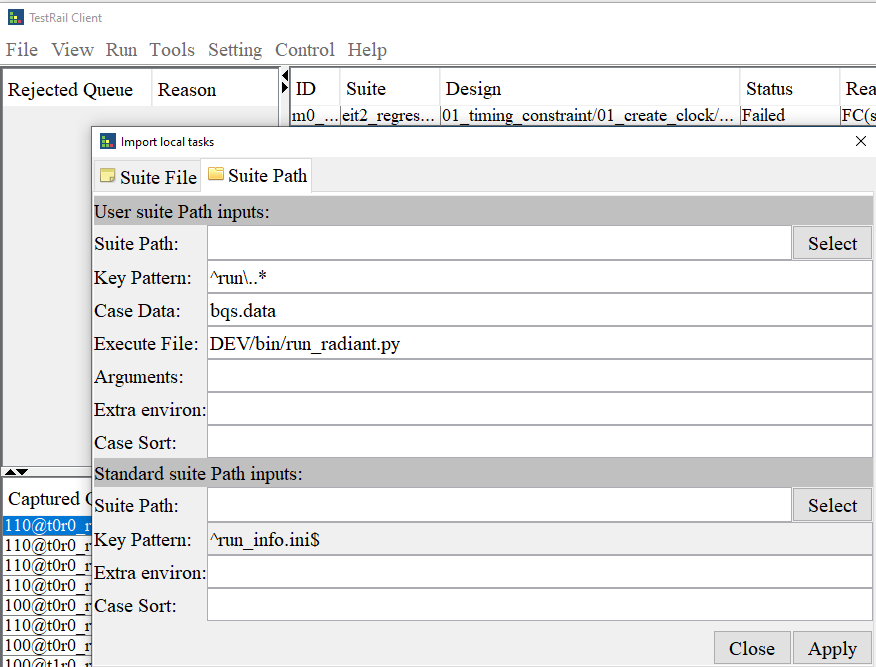 TestRail Client
File View Run Tools Setting Control Help
Rejected Queue Reason ID Suite Design Status Rea
m0_... eit2_regres... 01_timing_constraint/01_create_clock/... Failed FC(s
Import local tasks
Suite File Suite Path
User suite Path inputs:
Suite Path: Select
Key Pattern: ^run\..*
Case Data: bqs.data
Execute File: DEV/bin/run_radiant.py
Arguments:
Extra environ:
Case Sort:
Standard suite Path inputs:
Suite Path: Select
Key Pattern: ^run_info.ini$
Extra environ:
Case Sort:
Close Apply
Captured
110@t0r0_r
110@t0r0_r
110@t0r0_r
110@t0r0_r
100@t0r0_r
110@t0r0_r
100@t0r0_r
100@t1r0_r